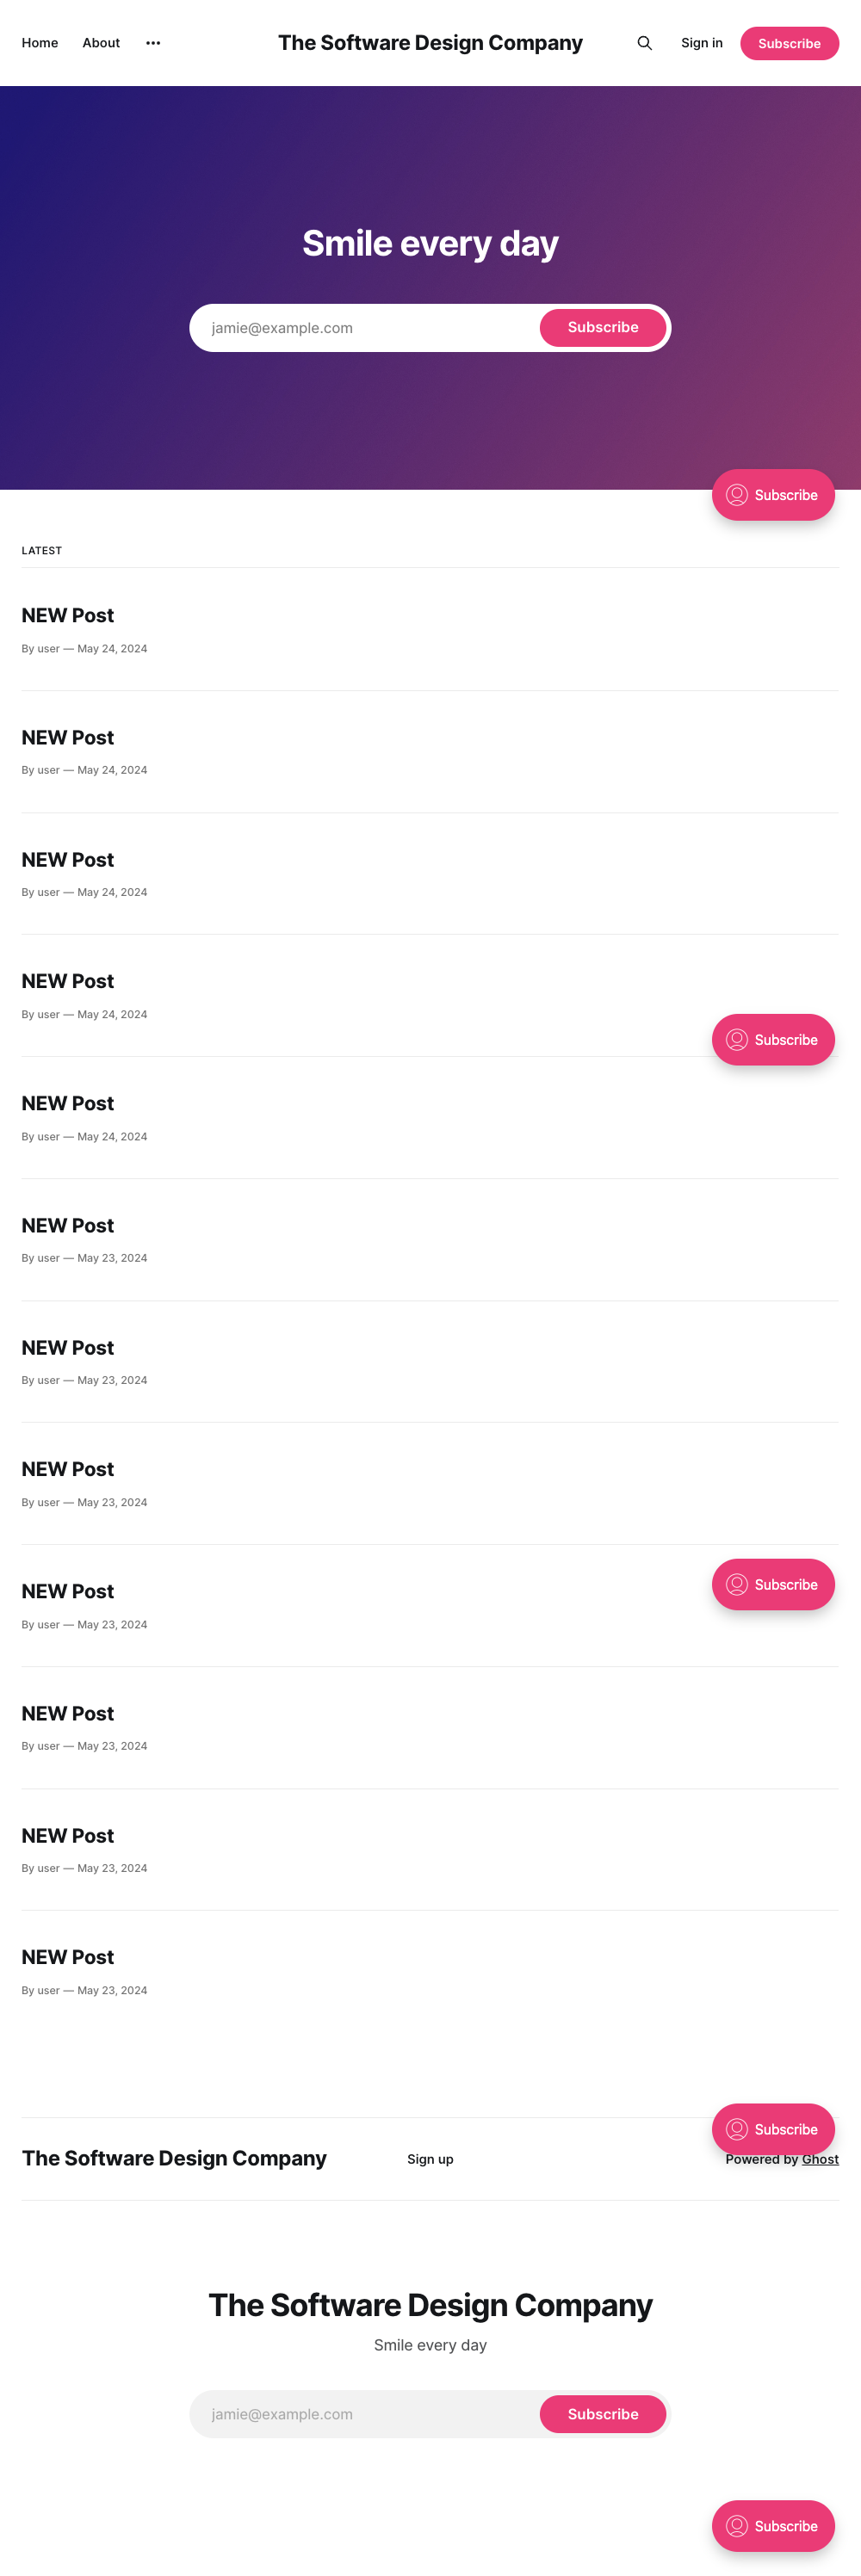 Home About The Software Design Company Sign in Subscribe
Smile every day
jamie@example.com Subscribe
Subscribe
LATEST
NEW Post
By user — May 24, 2024
NEW Post
By user — May 24, 2024
NEW Post
By user — May 24, 2024
NEW Post
By user — May 24, 2024
Subscribe
NEW Post
By user — May 24, 2024
NEW Post
By user — May 23, 2024
NEW Post
By user — May 23, 2024
NEW Post
By user — May 23, 2024
Subscribe
NEW Post
By user — May 23, 2024
NEW Post
By user — May 23, 2024
NEW Post
By user — May 23, 2024
NEW Post
By user — May 23, 2024
Subscribe
The Software Design Company Sign up Powered by Ghost
The Software Design Company
Smile every day
jamie@example.com Subscribe
Subscribe